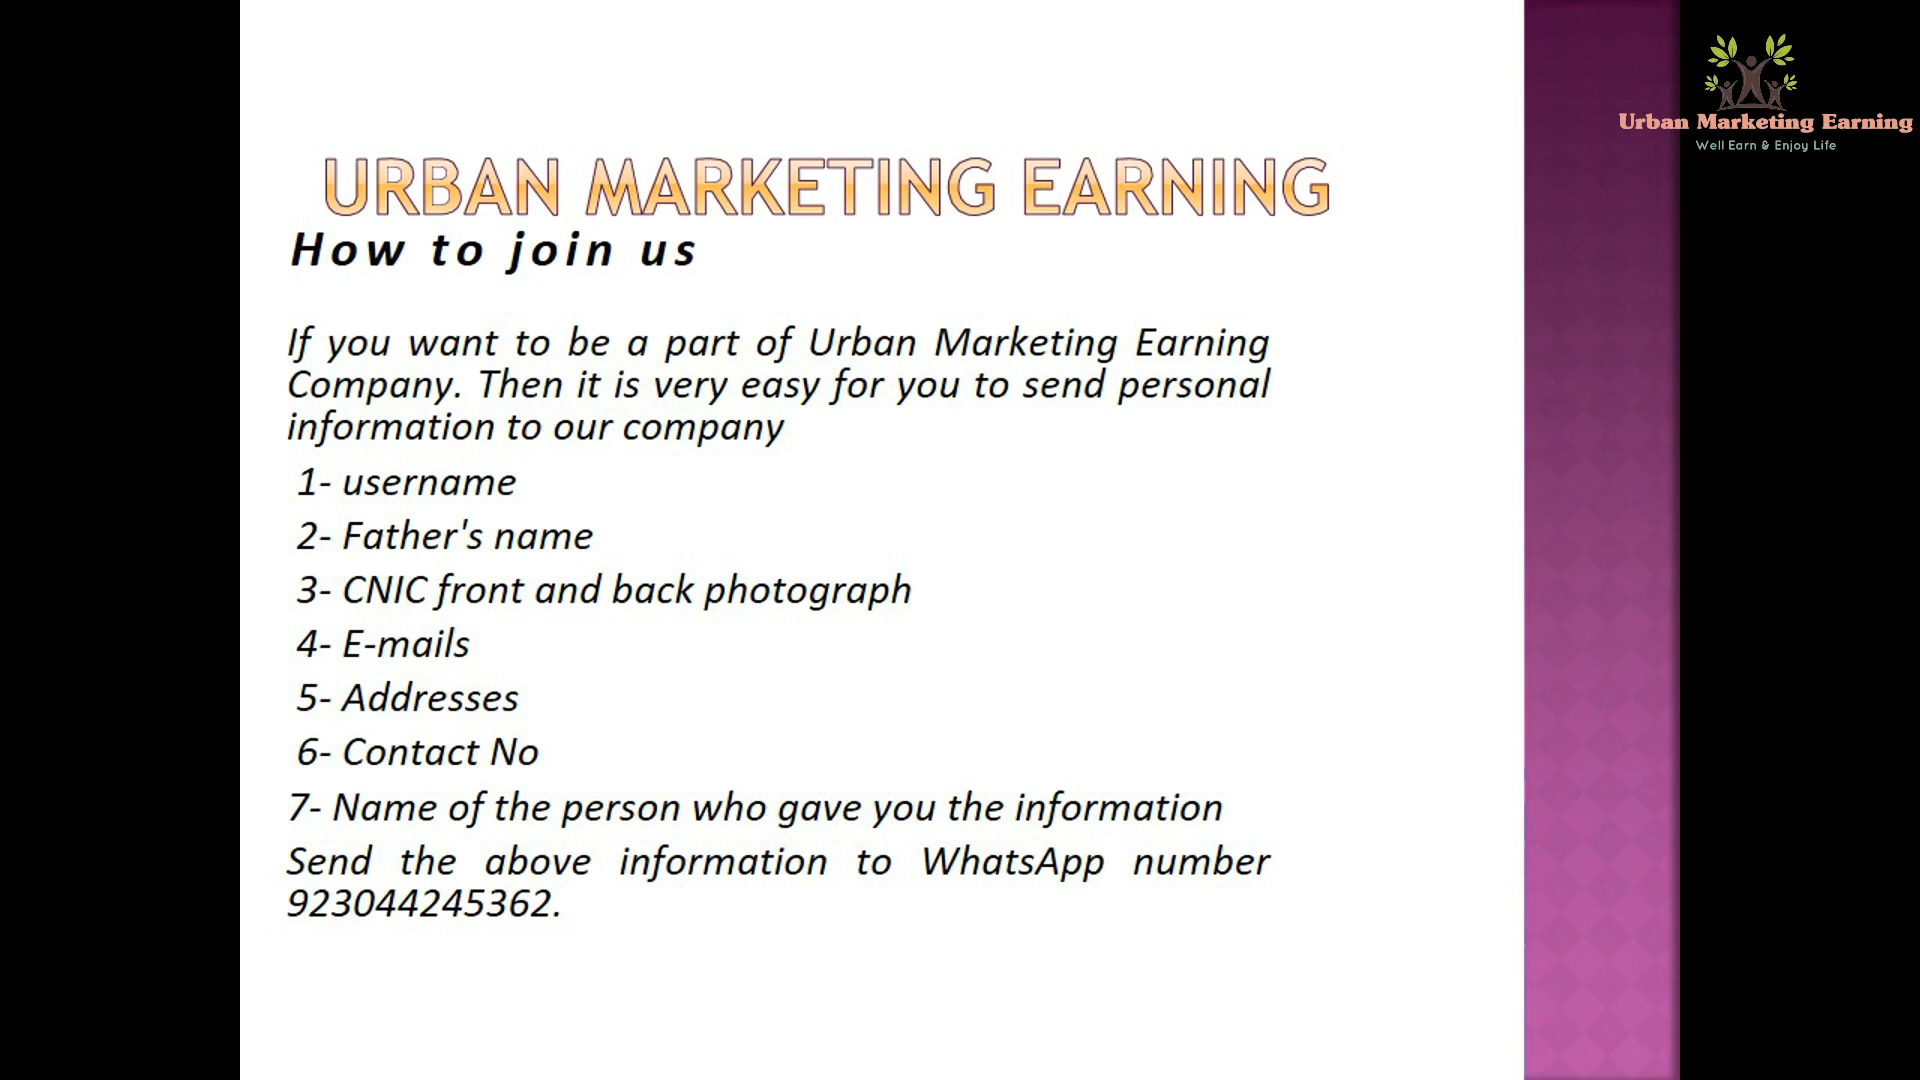 Urban Marketing Earning
Well Earn & Enjoy Life
URBAN MARKETING EARNING
How to join us
If you want to be a part of Urban Marketing Earning
Company. Then it is very easy for you to send personal
information to our company
1- username
2- Father's name
3- CNIC front and back photograph
4- E-mails
5- Addresses
6- Contact No
7- Name of the person who gave you the information
Send the above information to WhatsApp number
923044245362.